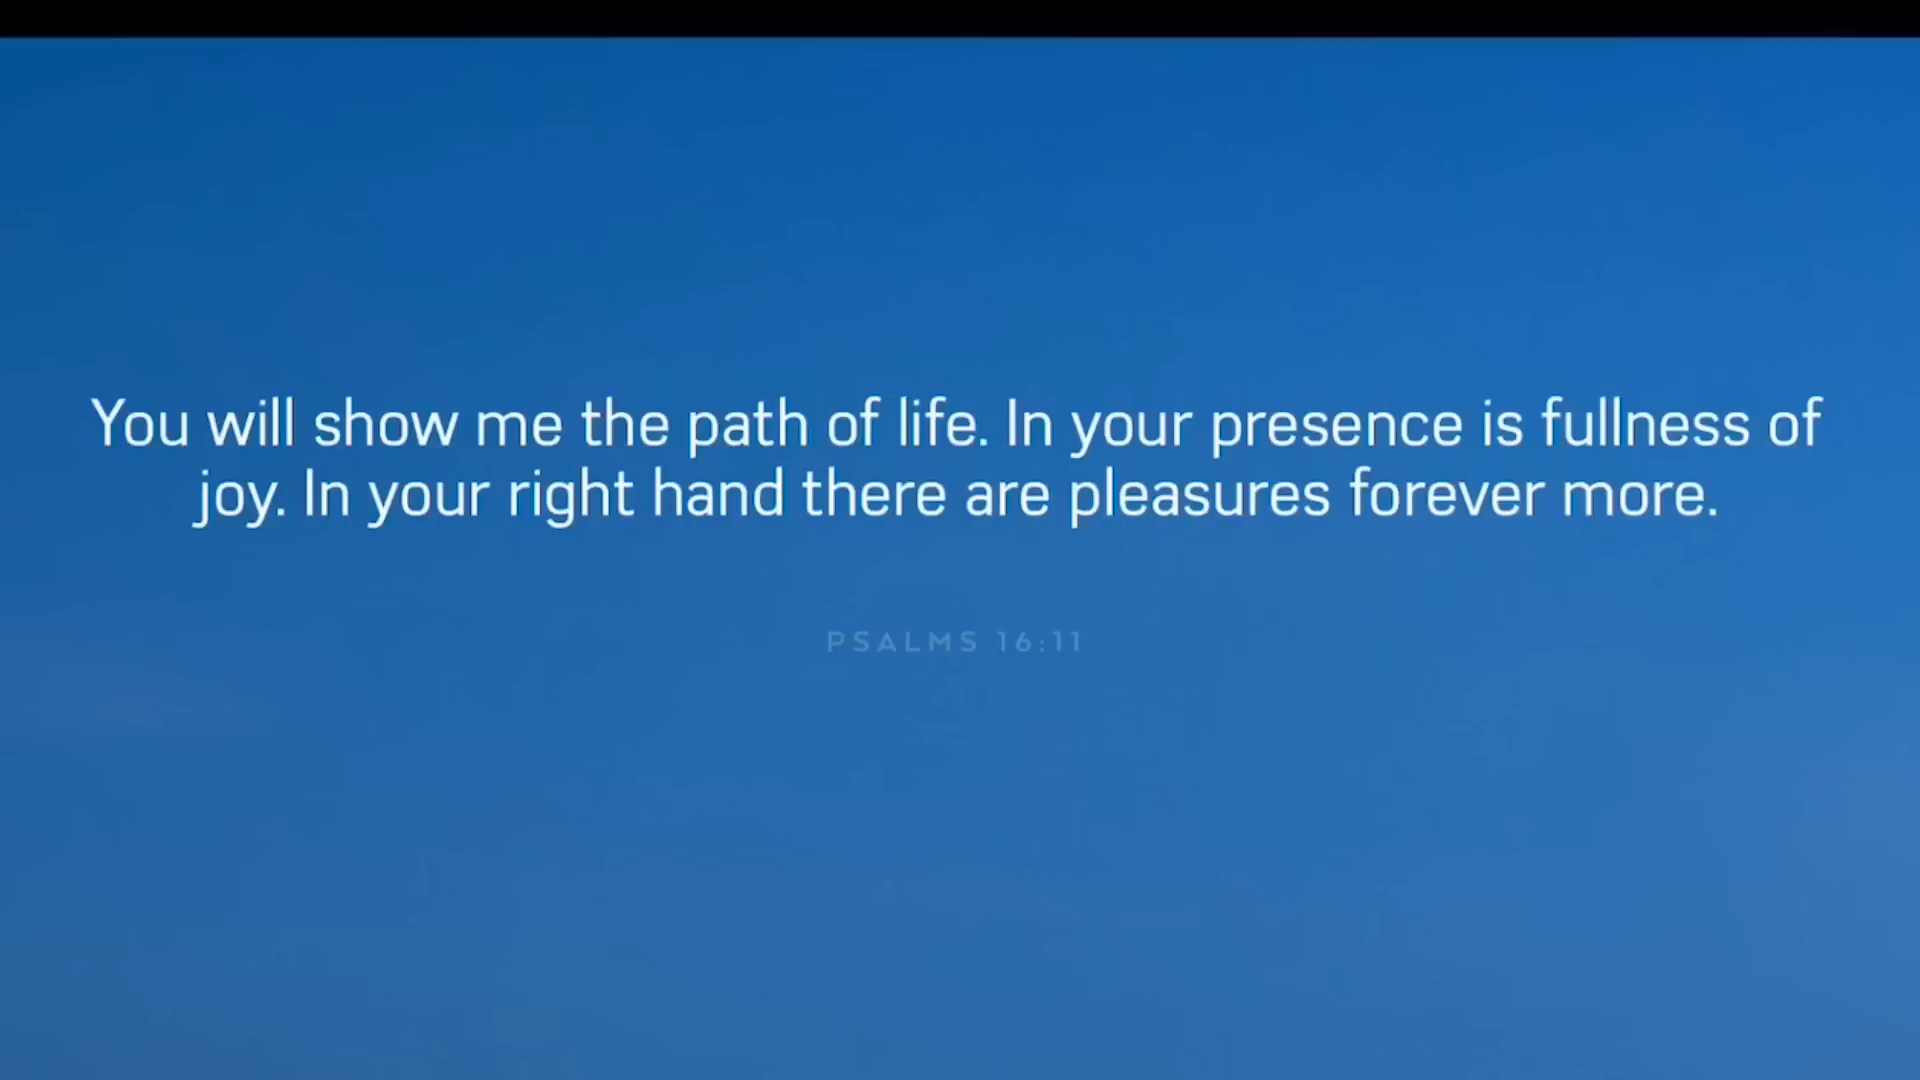 You will show me the path of life. In your presence is fullness of
joy. In your right hand there are pleasures forever more.
PSALMS 16:11